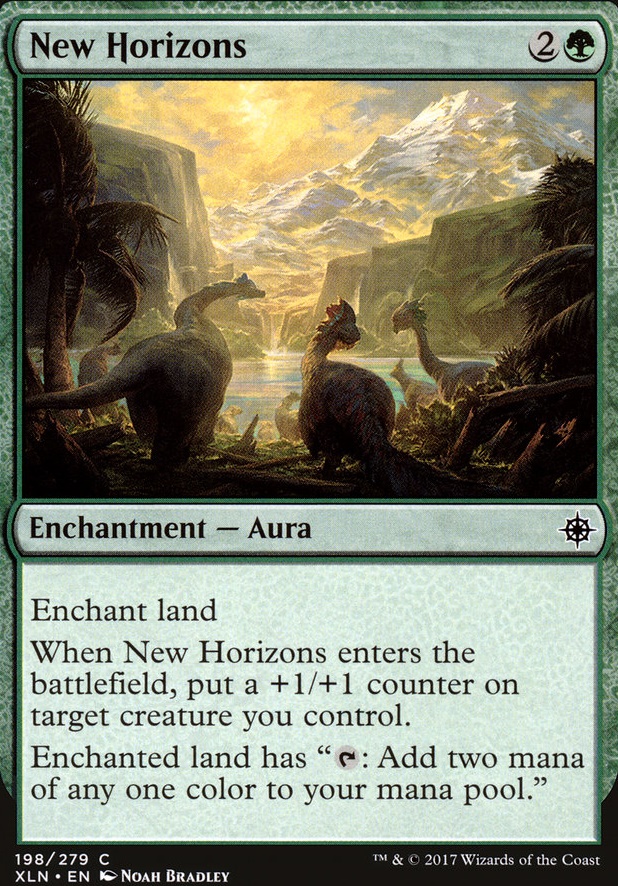 New Horizons 2
Enchantment — Aura
Enchant land
When New Horizons enters the
battlefield, put a +1/+1 counter on
target creature you control.
Enchanted land has “: Add two mana
of any one color to your mana pool.”
198/279 C
XLN • EN Noah Bradley
™ & © 2017 Wizards of the Coast